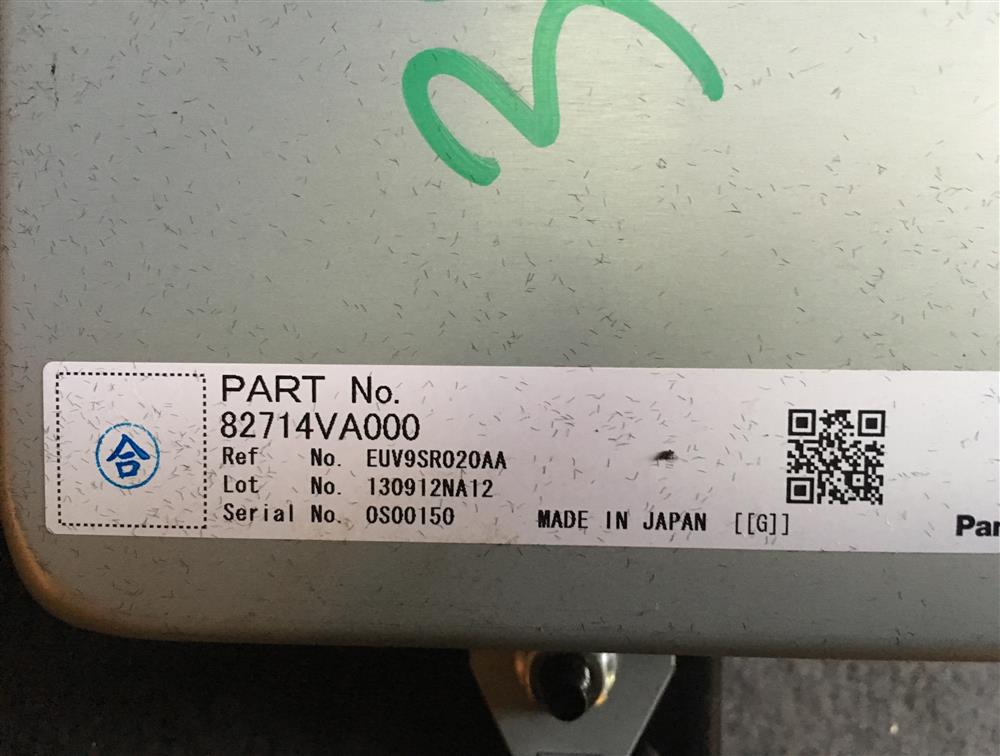 PART No.
82714VA000
Ref No. EUV9SR020AA
Lot No. 130912NA12
Serial No. 0S00150
MADE IN JAPAN [[G]]
合